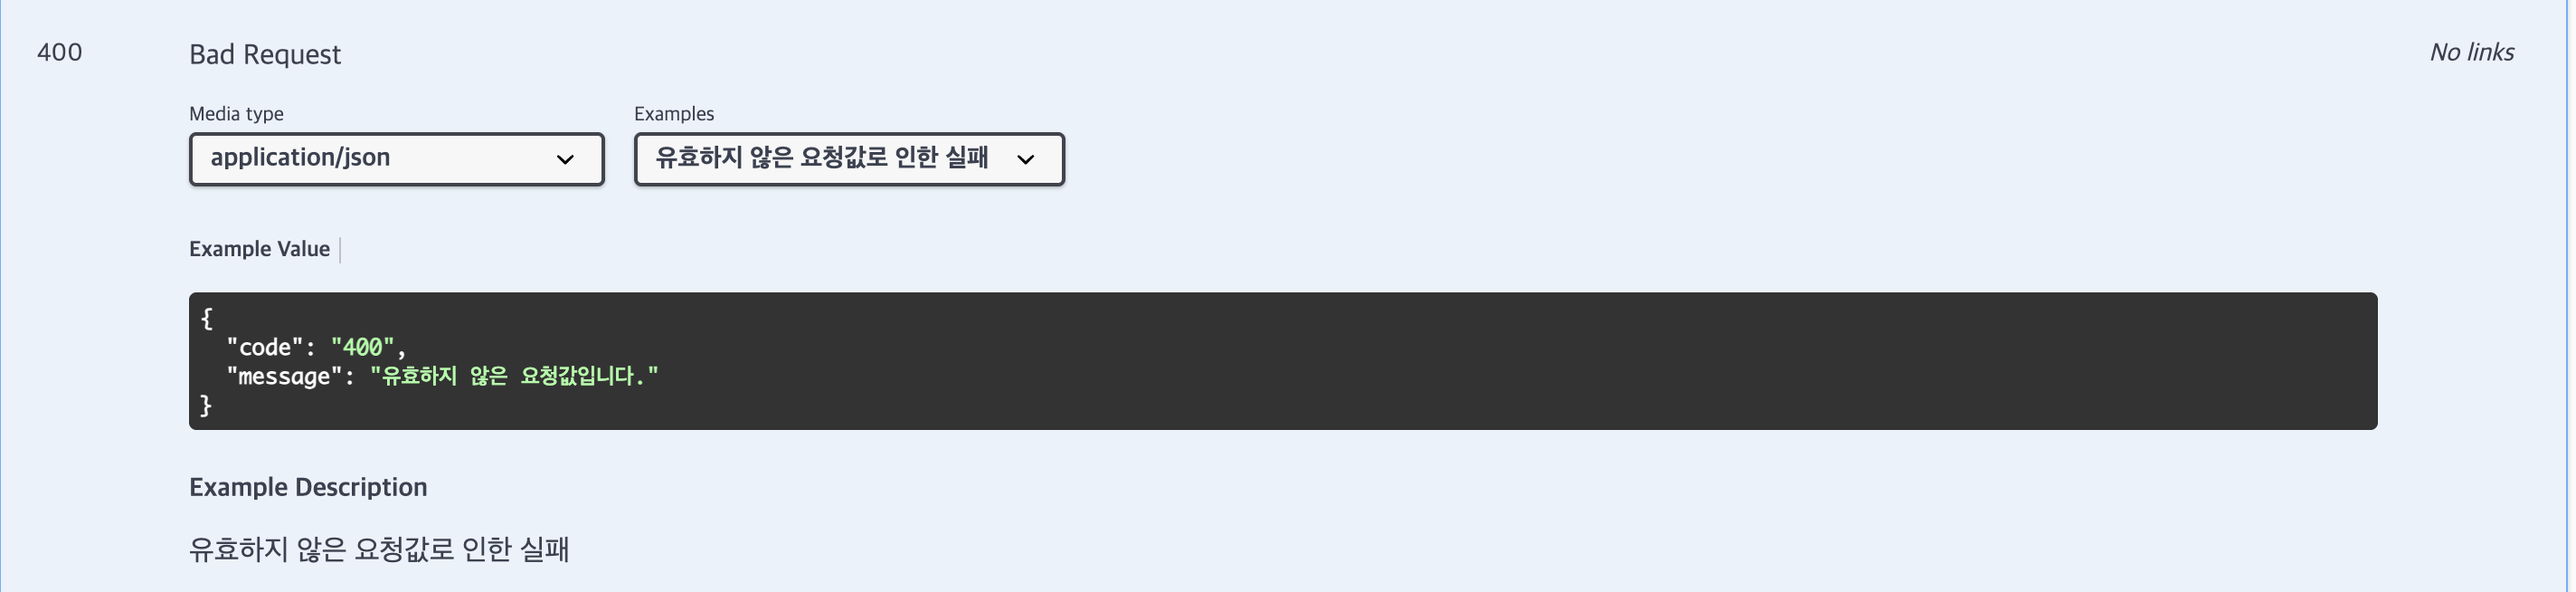 400 Bad Request No links
Media type Examples
application/json 유효하지 않은 요청값로 인한 실패
Example Value
{
"code": "400",
"message": "유효하지 않은 요청값입니다."
}
Example Description
유효하지 않은 요청값로 인한 실패